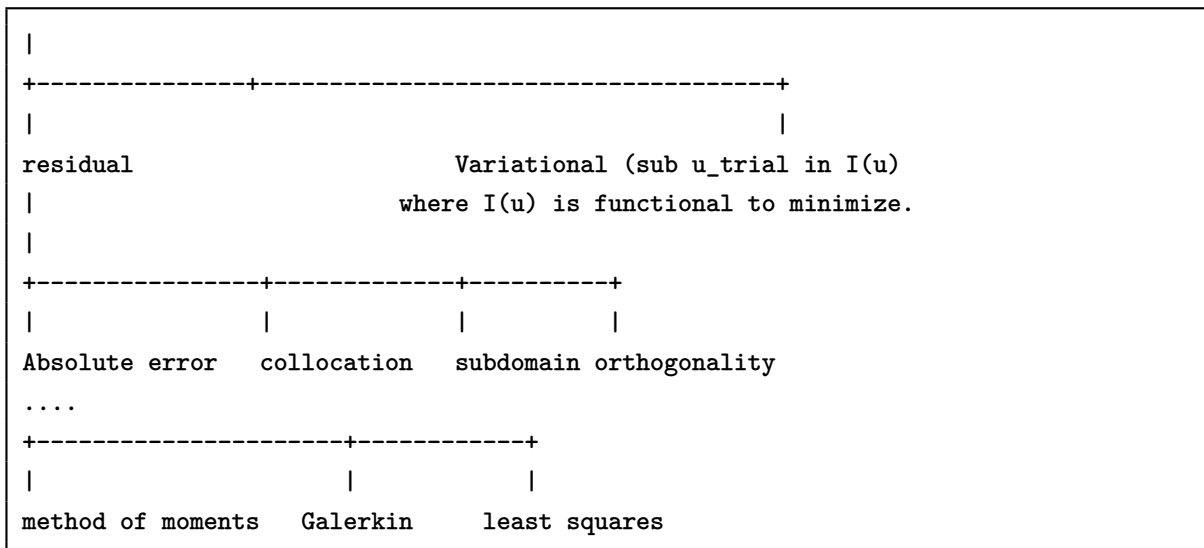 |
+---------------+-------------------------------------+
|                                                     |
residual                       Variational (sub u_trial in I(u)
|                          where I(u) is functional to minimize.
|
+----------------+-------------+----------+
|                |             |          |
Absolute error   collocation   subdomain orthogonality
....
+----------------------+------------+
|                      |            |
method of moments   Galerkin     least squares